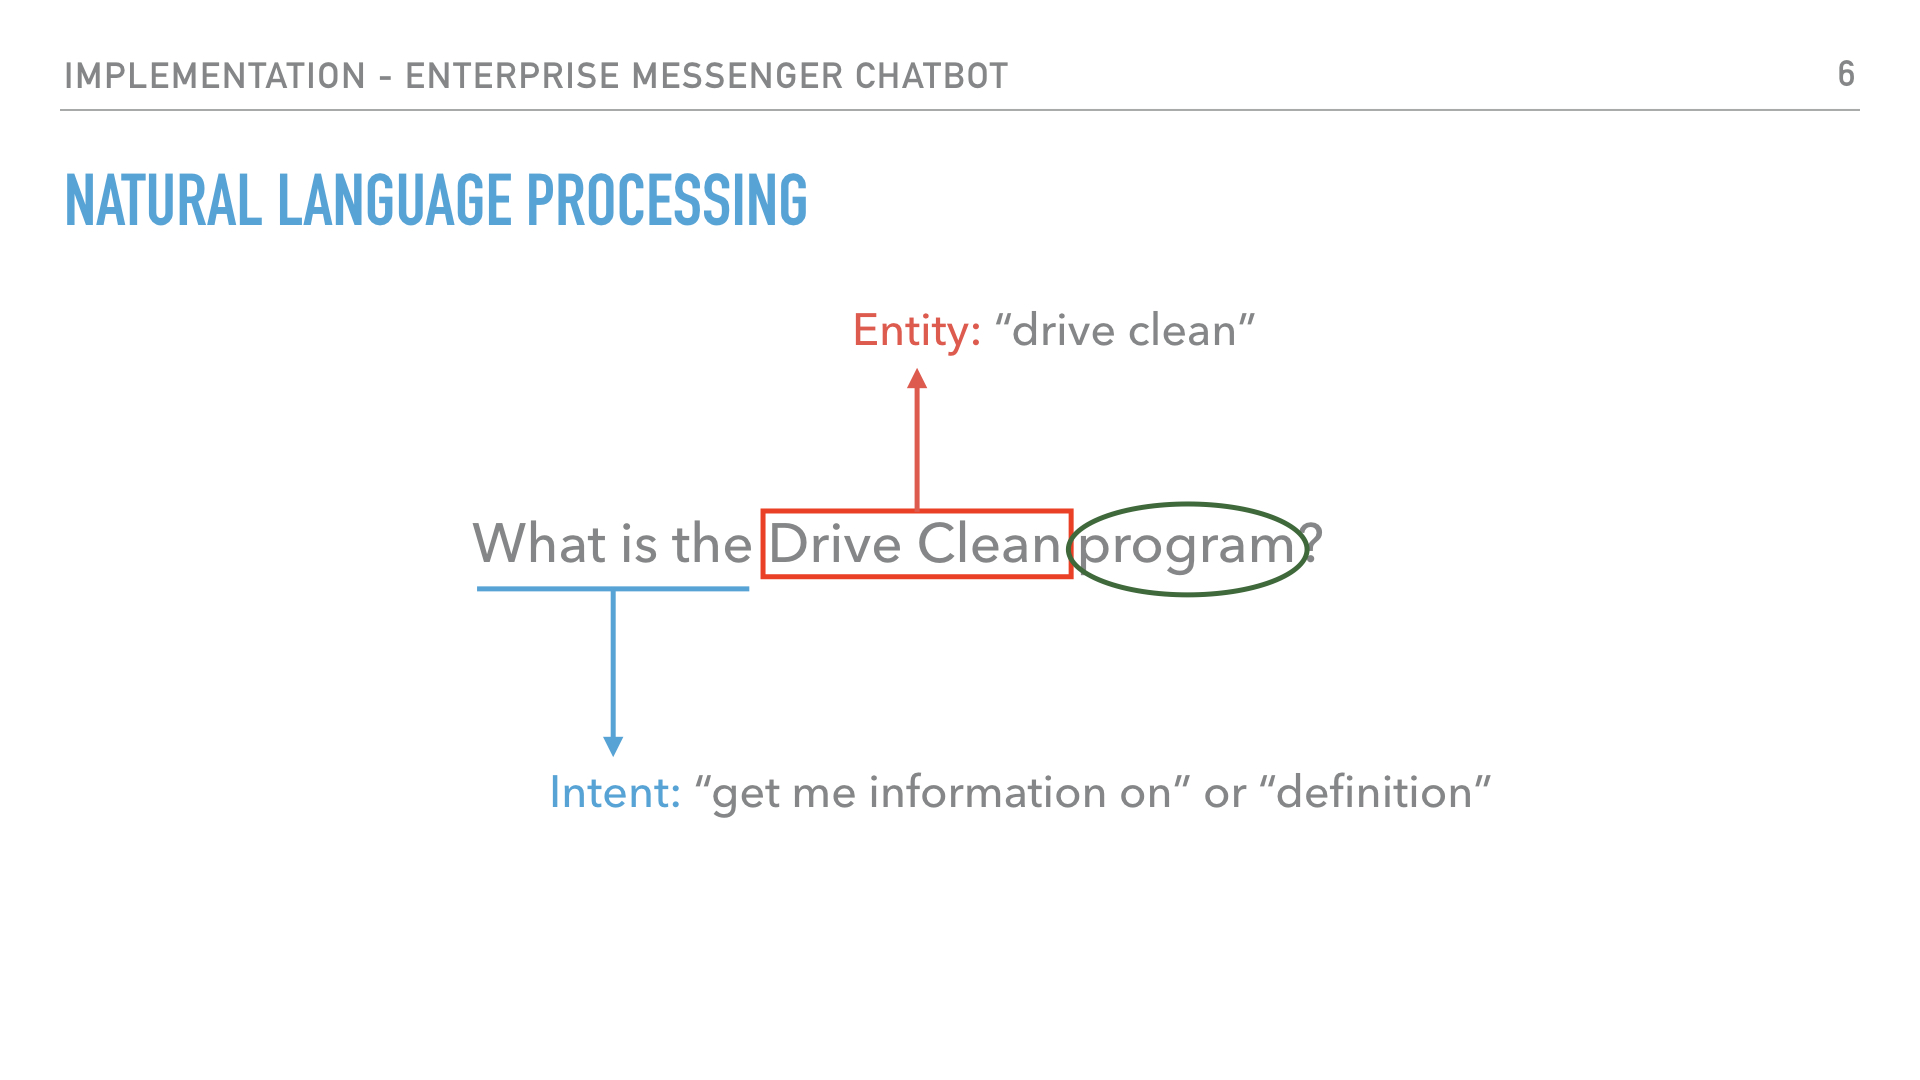 IMPLEMENTATION - ENTERPRISE MESSENGER CHATBOT 6
NATURAL LANGUAGE PROCESSING
Entity: “drive clean”
What is the Drive Clean program?
Intent: “get me information on” or “definition”